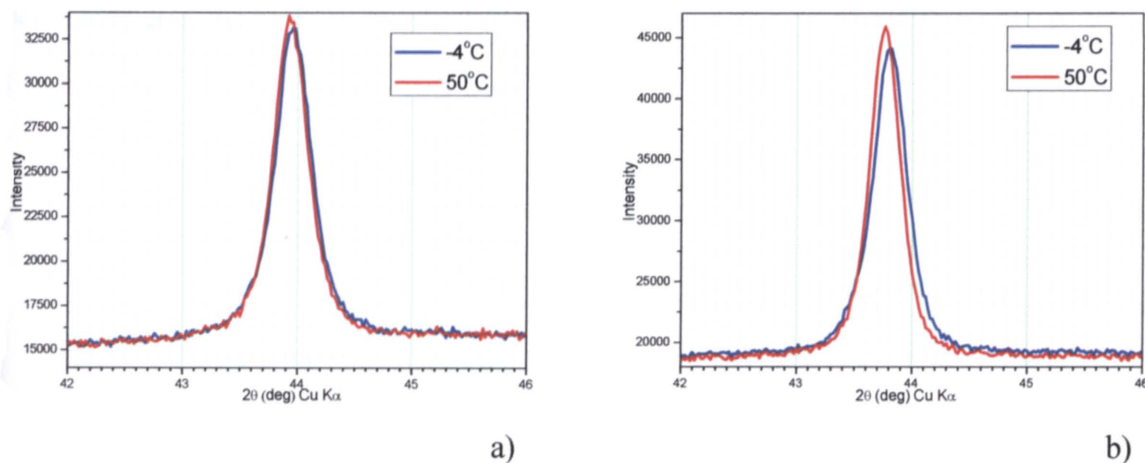 32500
30000
27500
25000
22500
20000
17500
15000
Intensity
-4°C
50°C
42 43 44 45 46
2θ (deg) Cu Kα
a)
45000
40000
35000
30000
25000
20000
Intensity
-4°C
50°C
42 43 44 45 46
2θ (deg) Cu Kα
b)